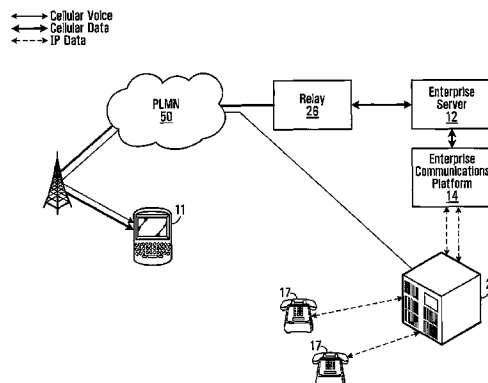 Cellular Voice
Cellular Data
IP Data
PLMN
50
Relay
26
Enterprise
Server
12
Enterprise
Communications
Platform
14
11
17
17